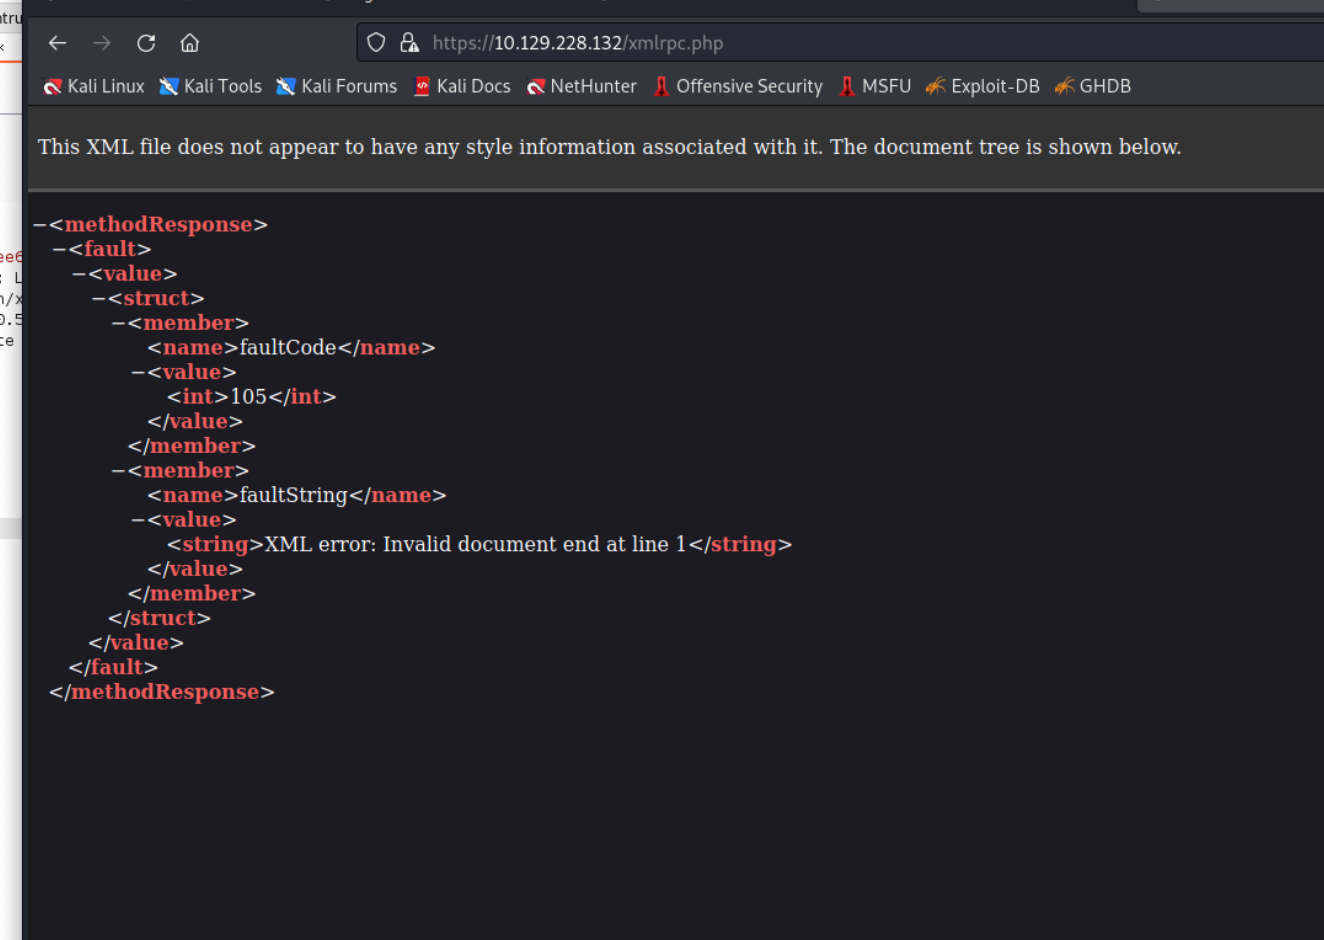 https://10.129.228.132/xmlrpc.php
Kali Linux Kali Tools Kali Forums Kali Docs NetHunter Offensive Security MSFU Exploit-DB GHDB
This XML file does not appear to have any style information associated with it. The document tree is shown below.
−<methodResponse>
−<fault>
−<value>
−<struct>
−<member>
<name>faultCode</name>
−<value>
<int>105</int>
</value>
</member>
−<member>
<name>faultString</name>
−<value>
<string>XML error: Invalid document end at line 1</string>
</value>
</member>
</struct>
</value>
</fault>
</methodResponse>